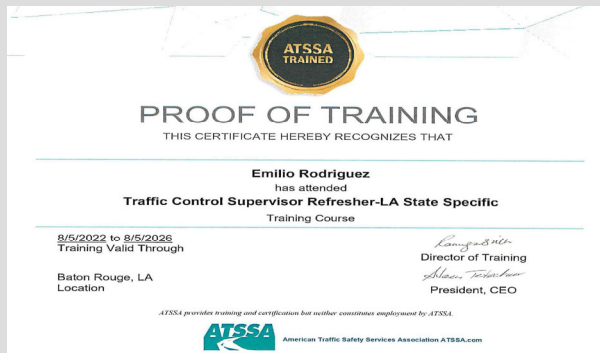 ATSSA
TRAINED
PROOF OF TRAINING
THIS CERTIFICATE HEREBY RECOGNIZES THAT
Emilio Rodriguez
has attended
Traffic Control Supervisor Refresher-LA State Specific
Training Course
8/5/2022 to 8/5/2026
Training Valid Through
Director of Training
Baton Rouge, LA
Location
President, CEO
ATSSA provides training and certification but neither constitutes employment by ATSSA.
ATSSA
American Traffic Safety Services Association ATSSA.com